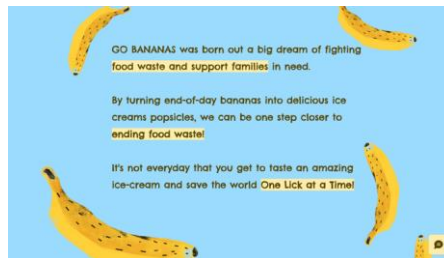 GO BANANAS was born out a big dream of fighting
food waste and support families in need.
By turning end-of-day bananas into delicious ice
creams popsicles, we can be one step closer to
ending food waste!
It's not everyday that you get to taste an amazing
ice-cream and save the world One Lick at a Time!